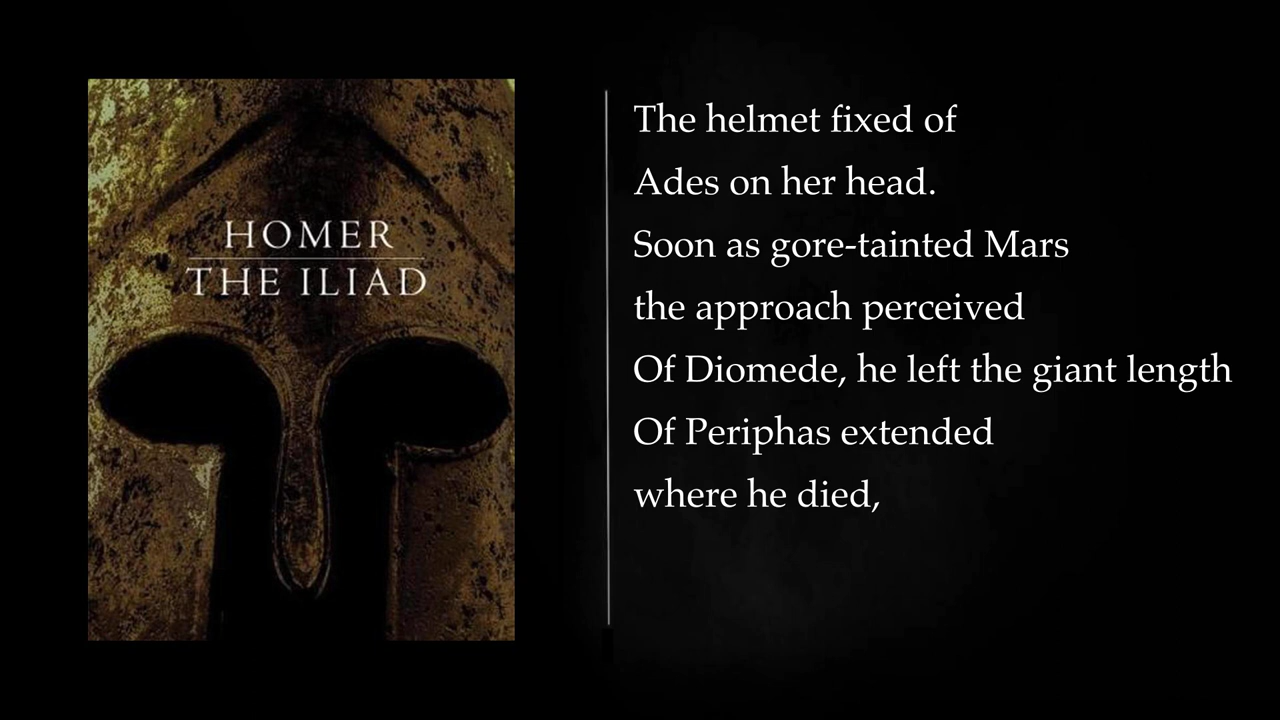 HOMER
THE ILIAD
The helmet fixed of
Ades on her head.
Soon as gore-tainted Mars
the approach perceived
Of Diomede, he left the giant length
Of Periphas extended
where he died,